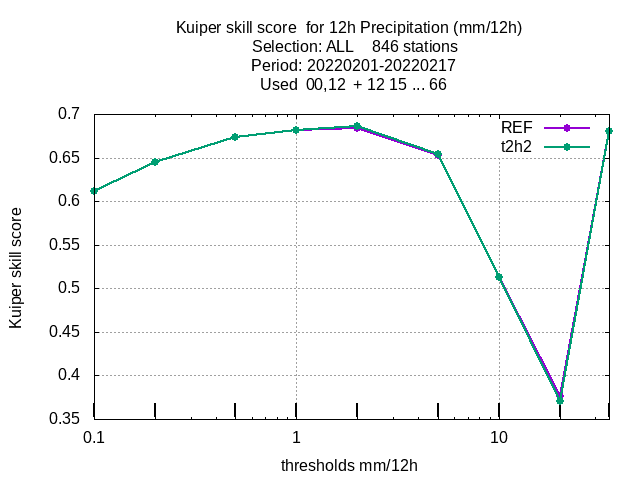 Kuiper skill score  for 12h Precipitation (mm/12h)
Selection: ALL    846 stations
Period: 20220201-20220217
Used  00,12  + 12 15 ... 66
REF
t2h2
0.7
0.65
0.6
0.55
0.5
0.45
0.4
0.35
Kuiper skill score
0.1 1 10
thresholds mm/12h